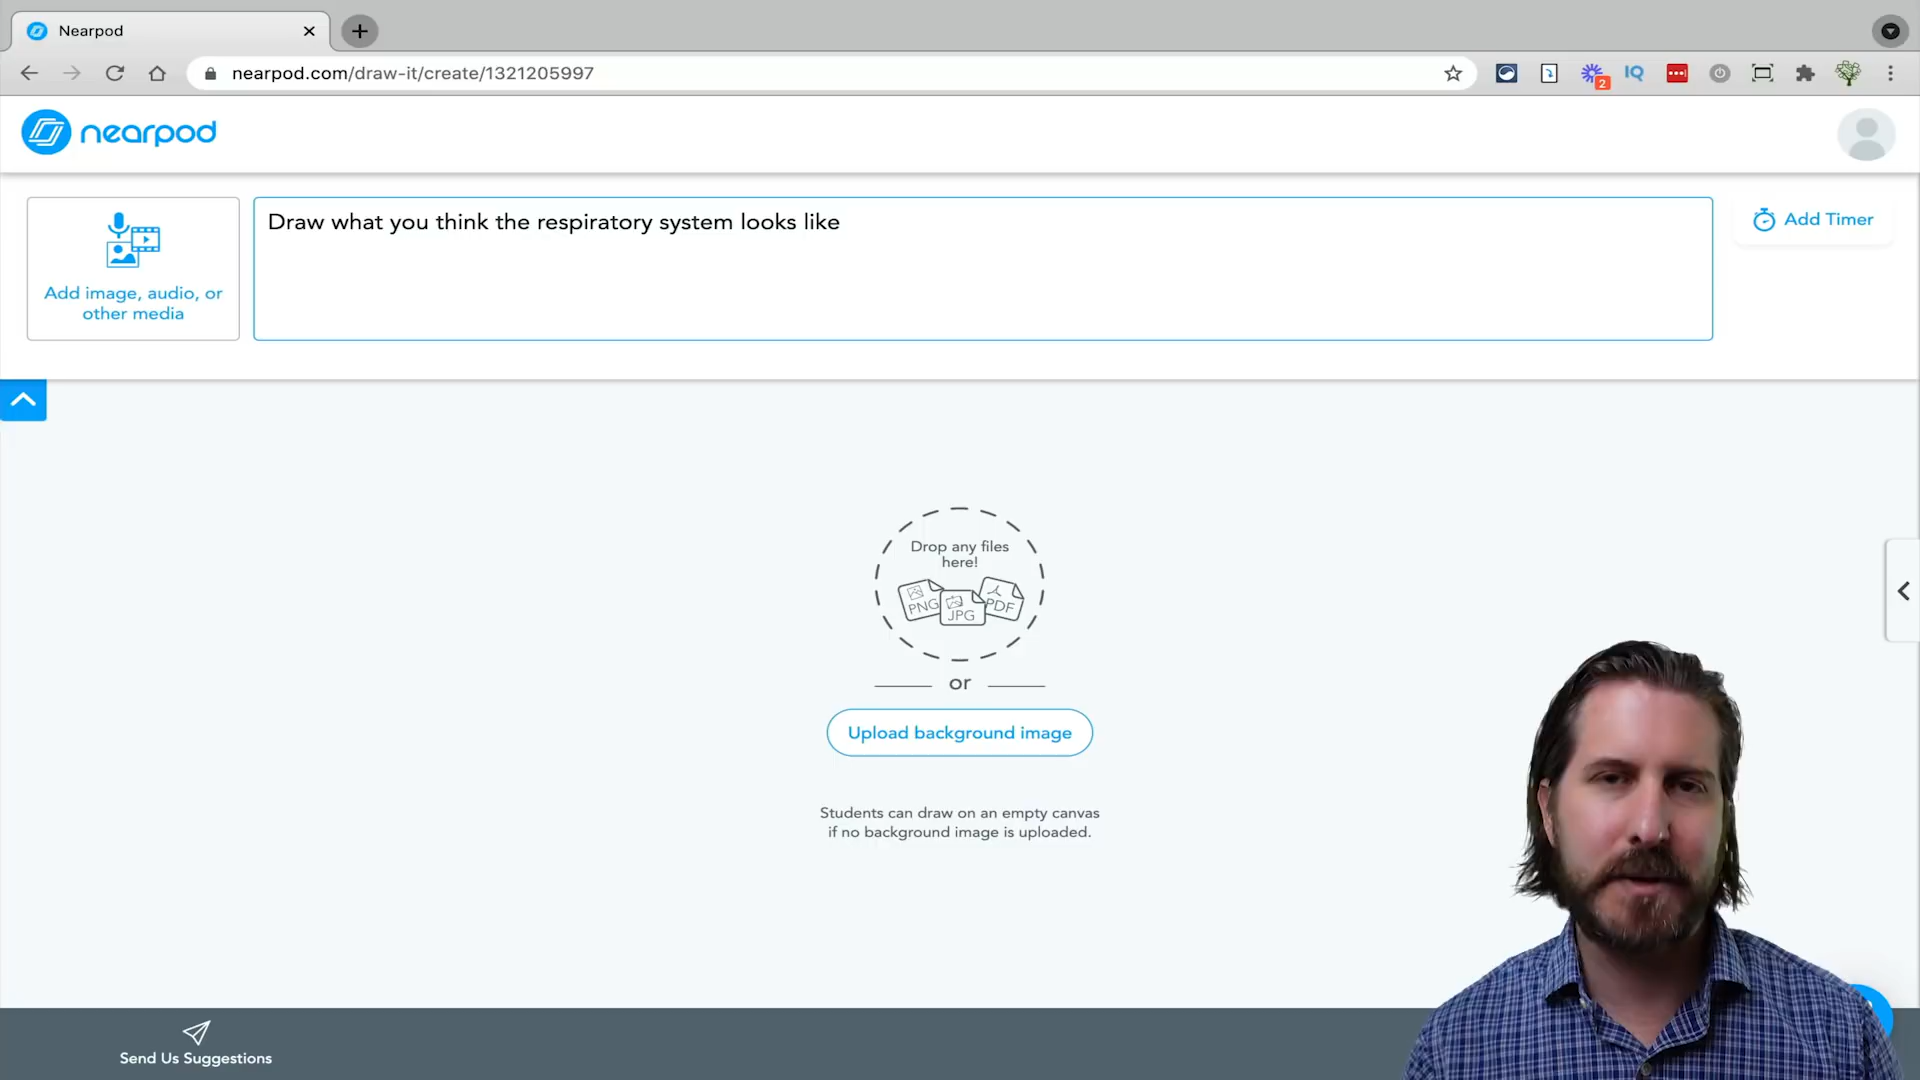 Nearpod
nearpod.com/draw-it/create/1321205997
2
IQ
nearpod
Draw what you think the respiratory system looks like
Add Timer
Add image, audio, or
other media
Drop any files
here!
PNG
JPG
PDF
or
Upload background image
Students can draw on an empty canvas
if no background image is uploaded.
Send Us Suggestions